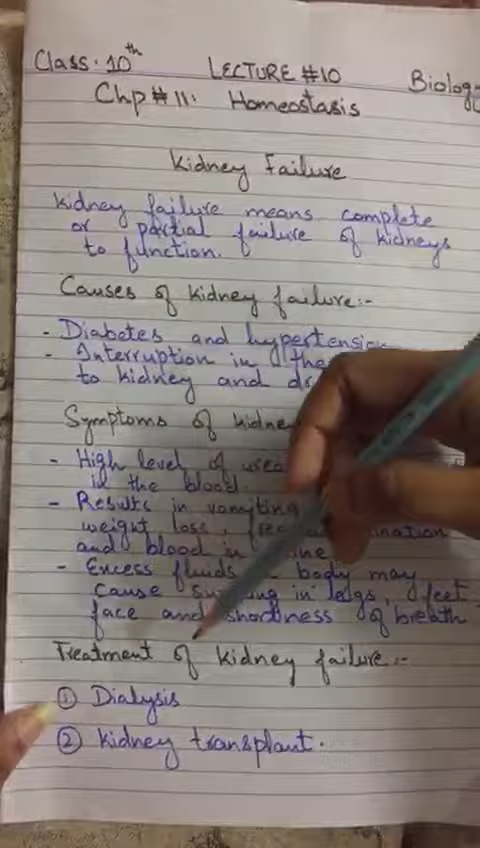 Class. 10th LECTURE #10 Biology
Chp # 11: Homeostasis
Kidney Failure
Kidney failure means complete
or partial failure of kidneys
to function.
Causes of kidney failure:-
- Diabetes and hypertension
- Interruption in the
to kidney and
Symptoms of kidney
- High level of
in the blood
- Results in vomiting
weight loss,
and blood in
- Excess fluids body may
cause in legs, feet
face and shortness of breath
Treatment of kidney failure:-
① Dialysis
② Kidney transplant.